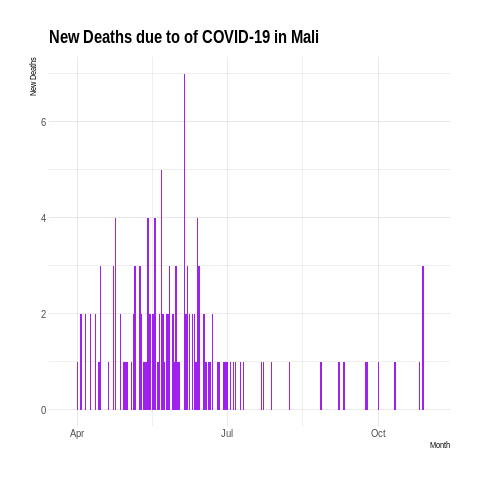 New Deaths due to of COVID-19 in Mali
New Deaths
6
4
2
0
Apr
Jul
Oct
Month